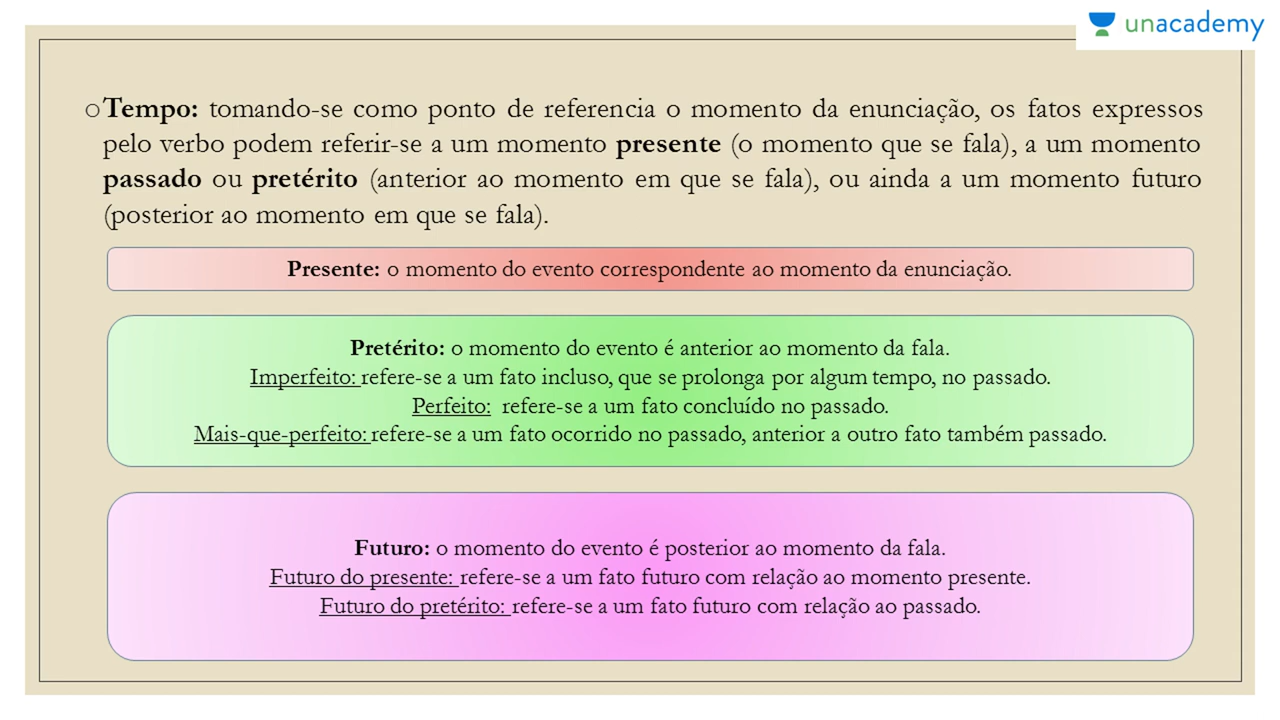 unacademy
○Tempo: tomando-se como ponto de referencia o momento da enunciação, os fatos expressos
pelo verbo podem referir-se a um momento presente (o momento que se fala), a um momento
passado ou pretérito (anterior ao momento em que se fala), ou ainda a um momento futuro
(posterior ao momento em que se fala).
Presente: o momento do evento correspondente ao momento da enunciação.
Pretérito: o momento do evento é anterior ao momento da fala.
Imperfeito: refere-se a um fato incluso, que se prolonga por algum tempo, no passado.
Perfeito: refere-se a um fato concluído no passado.
Mais-que-perfeito: refere-se a um fato ocorrido no passado, anterior a outro fato também passado.
Futuro: o momento do evento é posterior ao momento da fala.
Futuro do presente: refere-se a um fato futuro com relação ao momento presente.
Futuro do pretérito: refere-se a um fato futuro com relação ao passado.